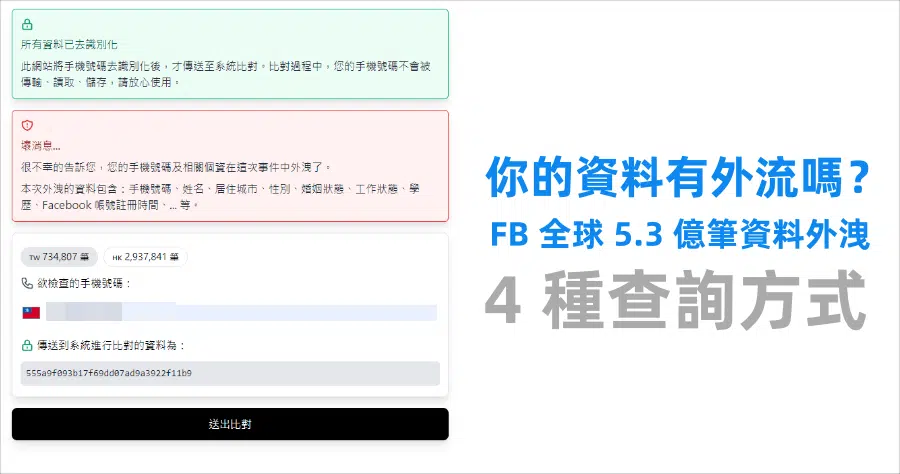 所有資料已去識別化
此網站將手機號碼去識別化後，才傳送至系統比對。比對過程中，您的手機號碼不會被
傳輸、讀取、儲存，請放心使用。
壞消息...
很不幸的告訴您，您的手機號碼及相關個資在這次事件中外洩了。
本次外洩的資料包含：手機號碼、姓名、居住城市、性別、婚姻狀態、工作狀態、學
歷、Facebook 帳號註冊時間、... 等。
TW 734,807 筆
HK 2,937,841 筆
欲檢查的手機號碼：
傳送到系統進行比對的資料為：
555a9f093b17f69dd07ad9a3922f11b9
送出比對
你的資料有外流嗎？
FB 全球 5.3 億筆資料外洩
4 種查詢方式